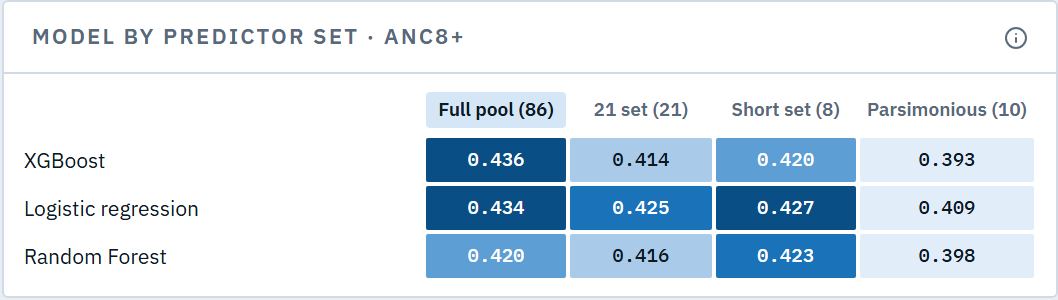 MODEL BY PREDICTOR SET · ANC8+
Full pool (86) 21 set (21) Short set (8) Parsimonious (10)
XGBoost 0.436 0.414 0.420 0.393
Logistic regression 0.434 0.425 0.427 0.409
Random Forest 0.420 0.416 0.423 0.398